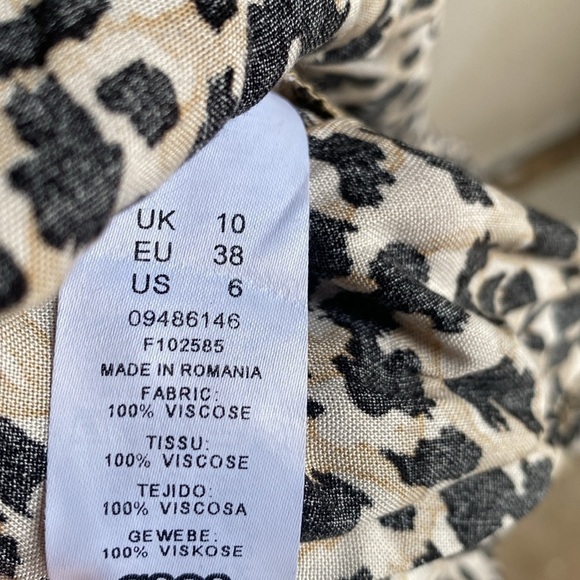 UK 10
EU 38
US 6
09486146
F102585
MADE IN ROMANIA
FABRIC:
100% VISCOSE
TISSU:
100% VISCOSE
TEJIDO:
100% VISCOSA
GEWEBE:
100% VISKOSE